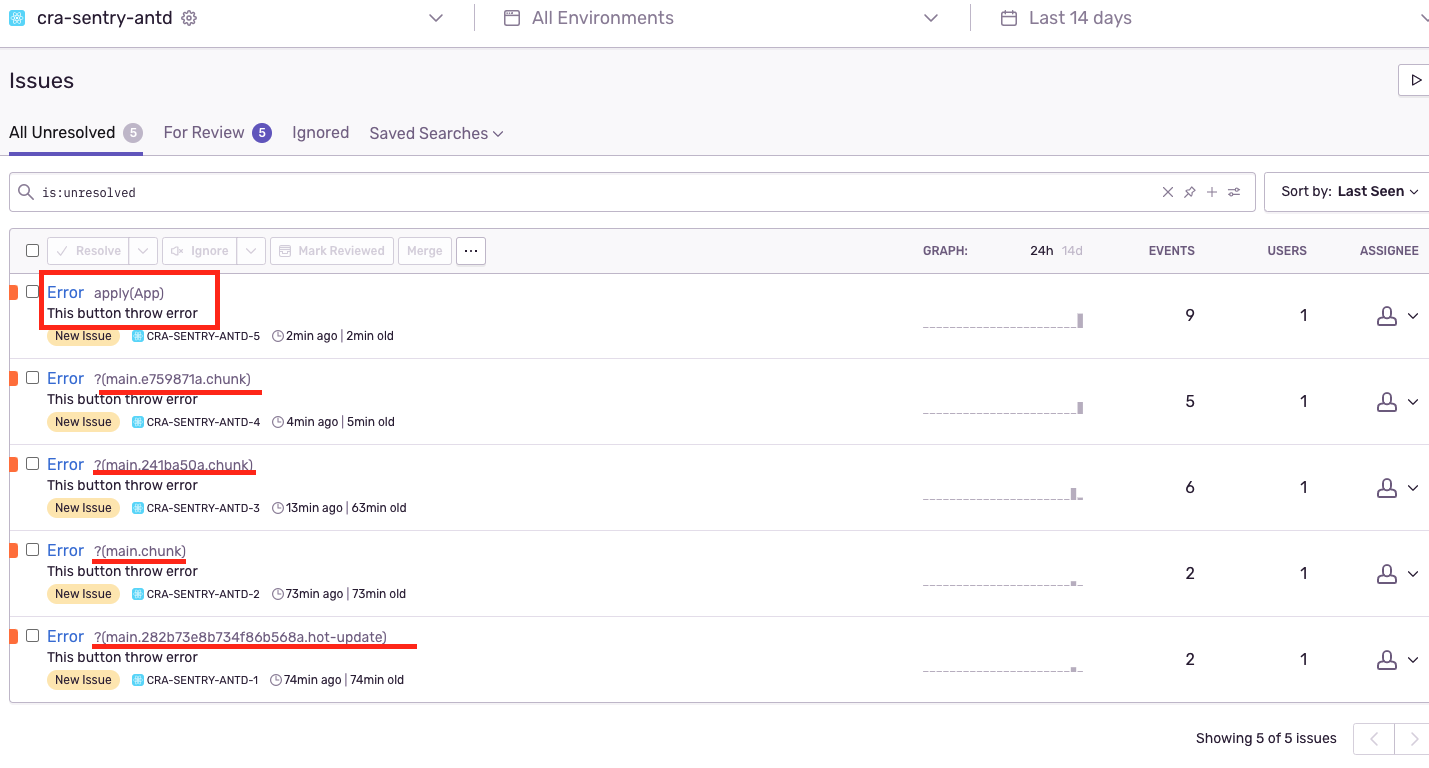 cra-sentry-antd All Environments Last 14 days
Issues
All Unresolved 5 For Review 5 Ignored Saved Searches
is:unresolved Sort by: Last Seen
Resolve Ignore Mark Reviewed Merge ... GRAPH: 24h 14d EVENTS USERS ASSIGNEE
Error apply(App)
This button throw error 9 1
New Issue CRA-SENTRY-ANTD-5 2min ago | 2min old
Error ?(main.e759871a.chunk)
This button throw error 5 1
New Issue CRA-SENTRY-ANTD-4 4min ago | 5min old
Error ?(main.241ba50a.chunk)
This button throw error 6 1
New Issue CRA-SENTRY-ANTD-3 13min ago | 63min old
Error ?(main.chunk)
This button throw error 2 1
New Issue CRA-SENTRY-ANTD-2 73min ago | 73min old
Error ?(main.282b73e8b734f86b568a.hot-update)
This button throw error 2 1
New Issue CRA-SENTRY-ANTD-1 74min ago | 74min old
Showing 5 of 5 issues